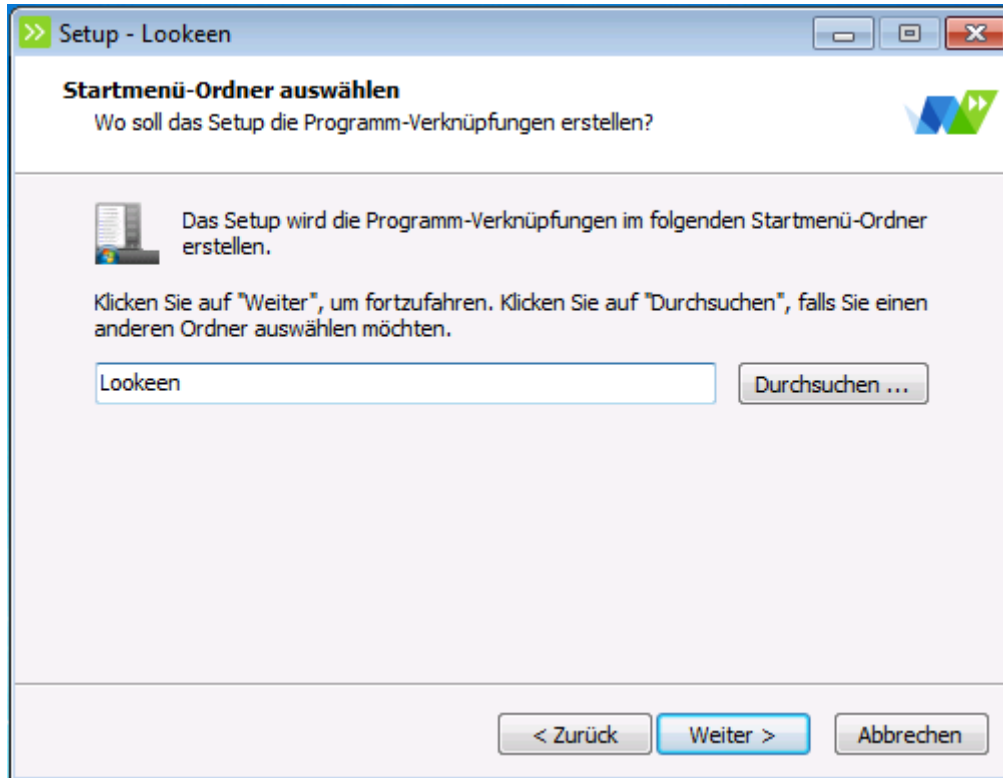 Setup - Lookeen
Startmenü-Ordner auswählen
Wo soll das Setup die Programm-Verknüpfungen erstellen?
Das Setup wird die Programm-Verknüpfungen im folgenden Startmenü-Ordner
erstellen.
Klicken Sie auf "Weiter", um fortzufahren. Klicken Sie auf "Durchsuchen", falls Sie einen
anderen Ordner auswählen möchten.
Lookeen
Durchsuchen ...
< Zurück
Weiter >
Abbrechen